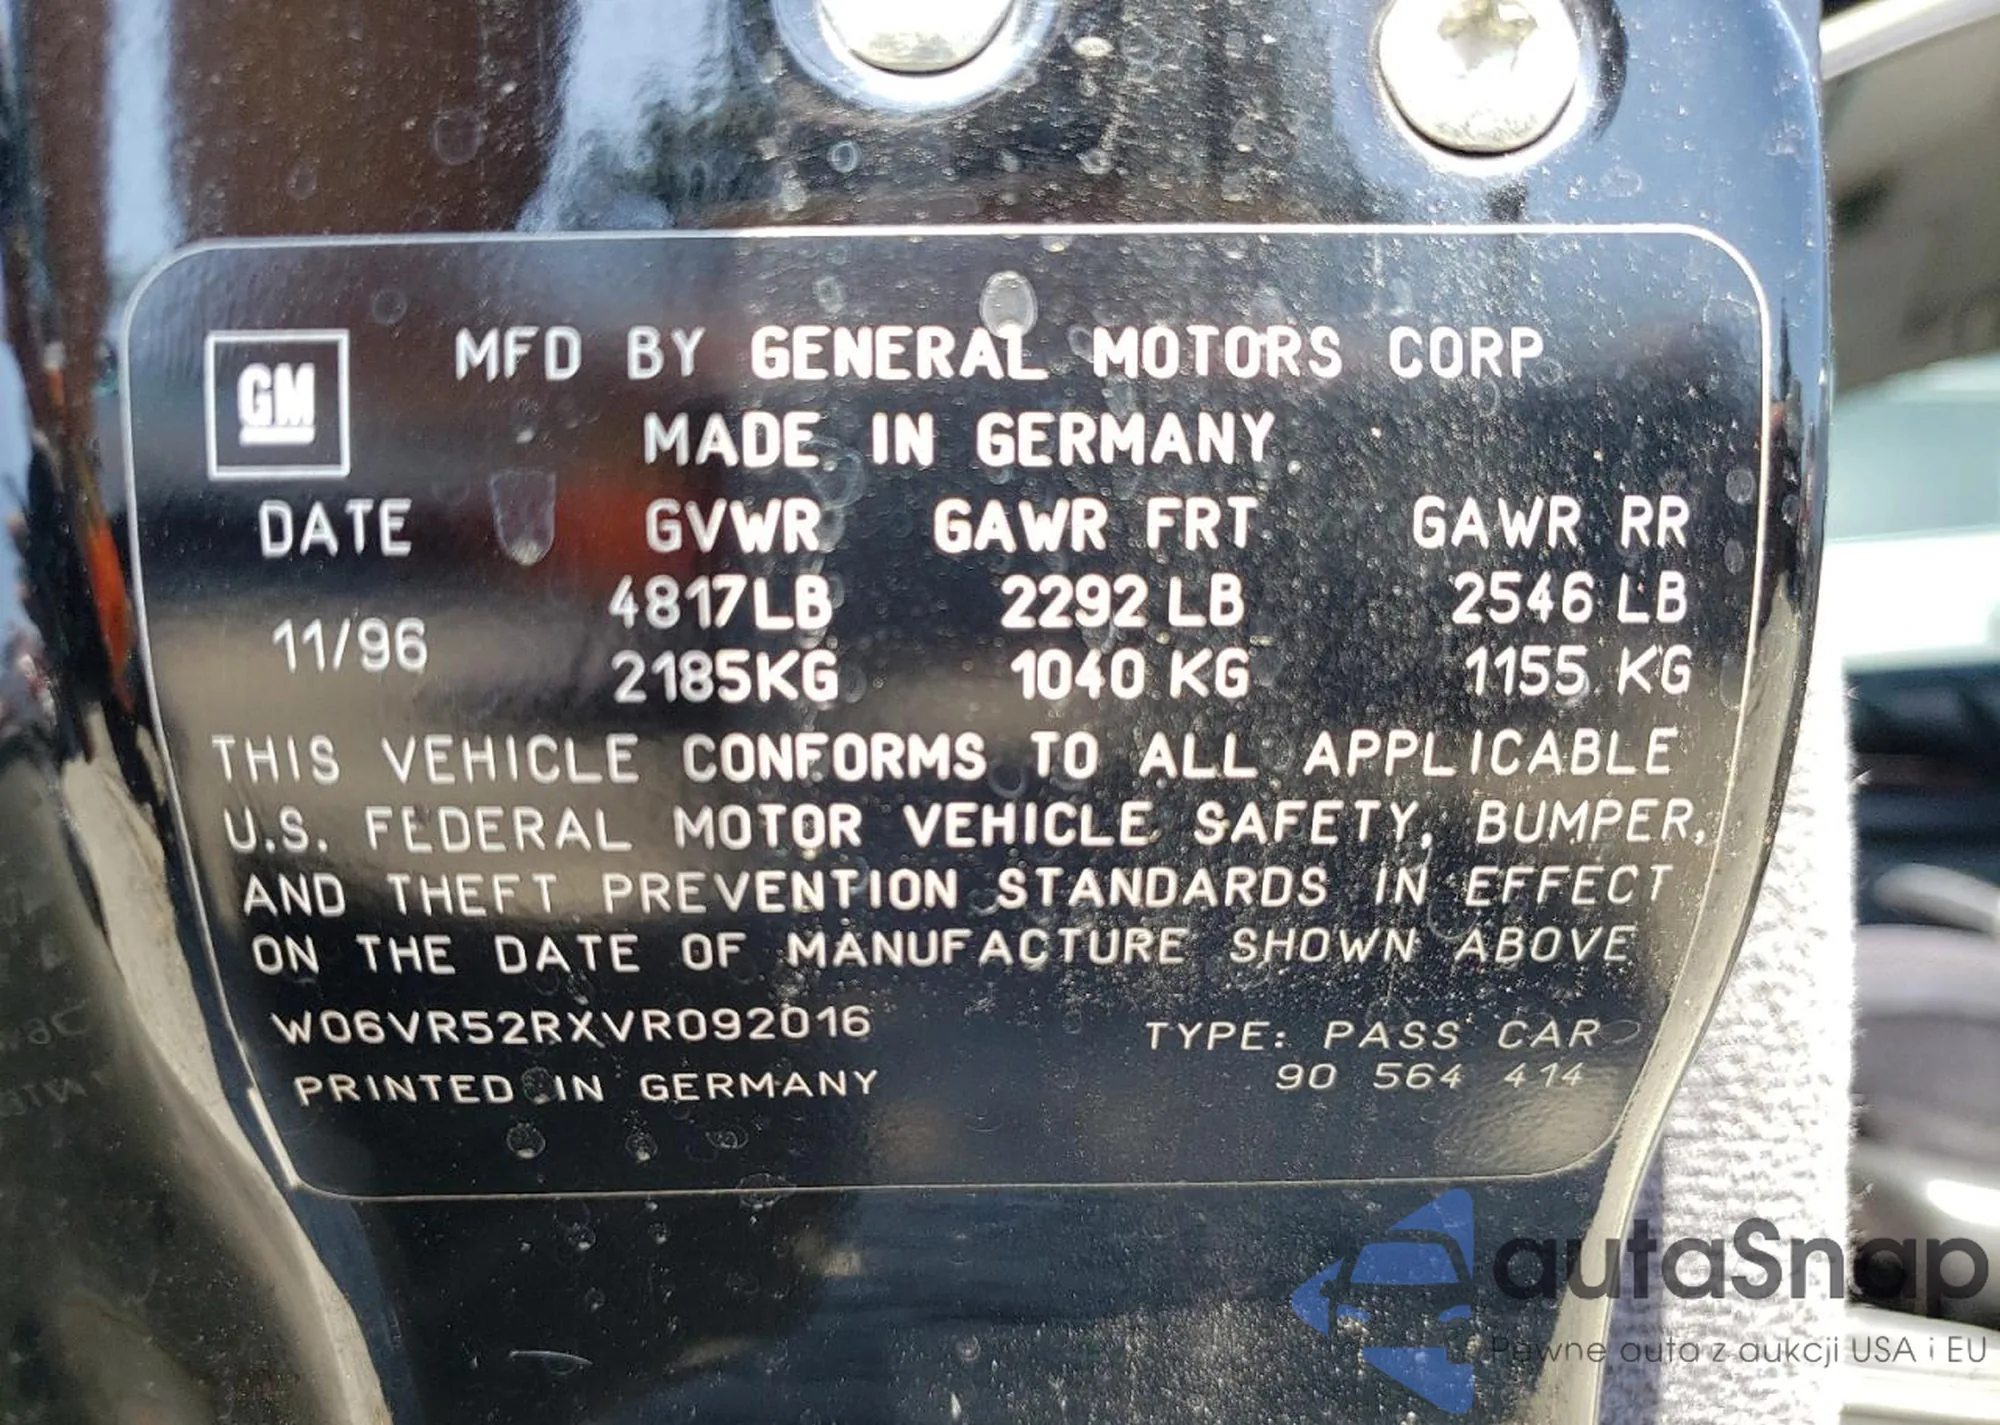 GM
MFD BY GENERAL MOTORS CORP
MADE IN GERMANY
DATE GVWR GAWR FRT GAWR RR
4817LB 2292 LB 2546 LB
11/96
2185KG 1040 KG 1155 KG
THIS VEHICLE CONFORMS TO ALL APPLICABLE
U.S. FEDERAL MOTOR VEHICLE SAFETY, BUMPER,
AND THEFT PREVENTION STANDARDS IN EFFECT
ON THE DATE OF MANUFACTURE SHOWN ABOVE
W06VR52RXVR092016
TYPE: PASS CAR
PRINTED IN GERMANY
90 564 414
autaSnap
Pewne auta z aukcji USA i EU